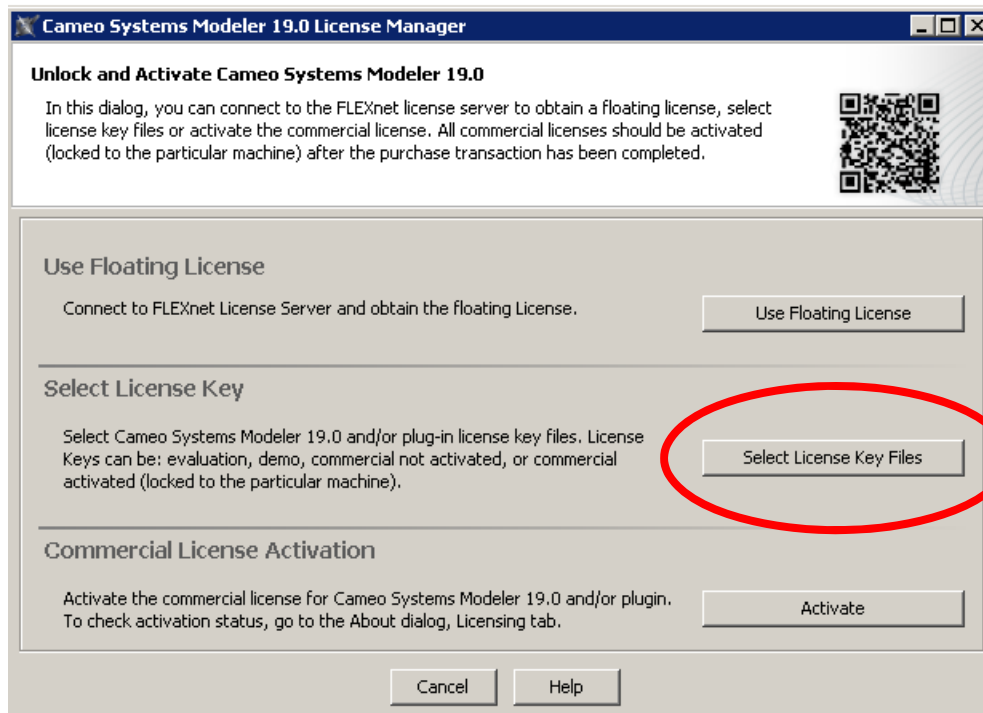 Cameo Systems Modeler 19.0 License Manager
Unlock and Activate Cameo Systems Modeler 19.0
In this dialog, you can connect to the FLEXnet license server to obtain a floating license, select
license key files or activate the commercial license. All commercial licenses should be activated
(locked to the particular machine) after the purchase transaction has been completed.
Use Floating License
Connect to FLEXnet License Server and obtain the floating License.
Use Floating License
Select License Key
Select Cameo Systems Modeler 19.0 and/or plug-in license key files. License
Keys can be: evaluation, demo, commercial not activated, or commercial
activated (locked to the particular machine).
Select License Key Files
Commercial License Activation
Activate the commercial license for Cameo Systems Modeler 19.0 and/or plugin.
To check activation status, go to the About dialog, Licensing tab.
Activate
Cancel
Help